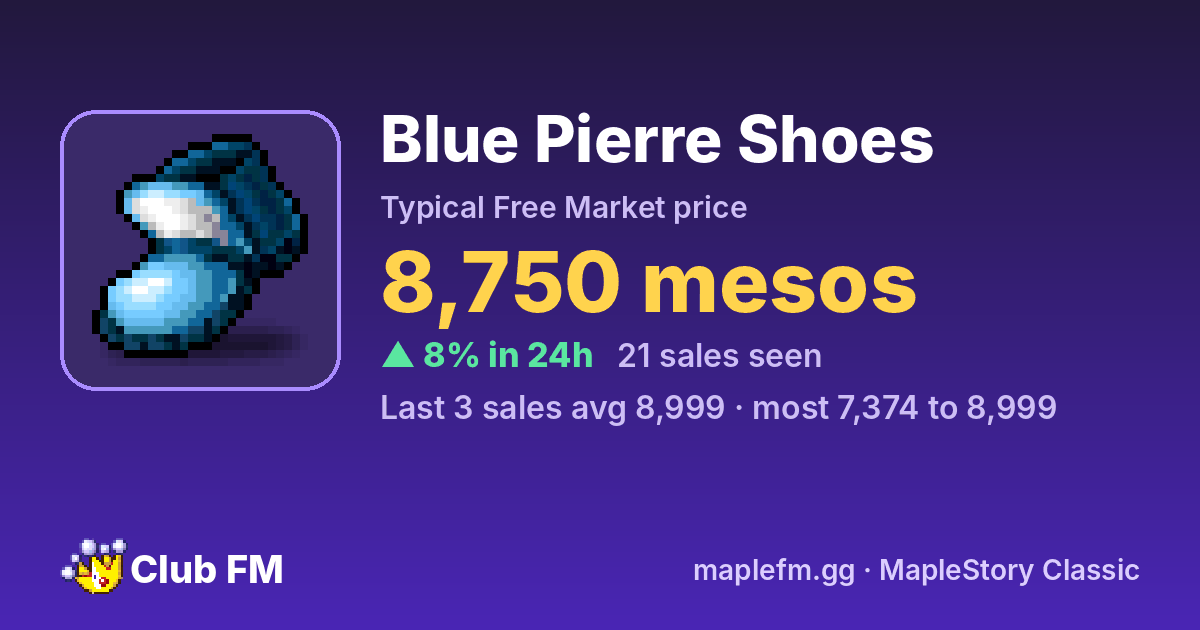 Blue Pierre Shoes
Typical Free Market price
8,750 mesos
▲ 8% in 24h 21 sales seen
Last 3 sales avg 8,999 · most 7,374 to 8,999
Club FM
maplefm.gg · MapleStory Classic